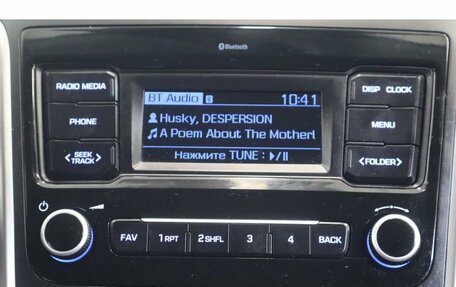 Bluetooth
RADIO MEDIA
BT Audio 10:41
DISP CLOCK
PHONE
Husky, DESPERSION
A Poem About The Mother
MENU
SEEK
TRACK
Нажмите TUNE :
FOLDER
FAV 1 RPT 2 SHFL 3 4 BACK